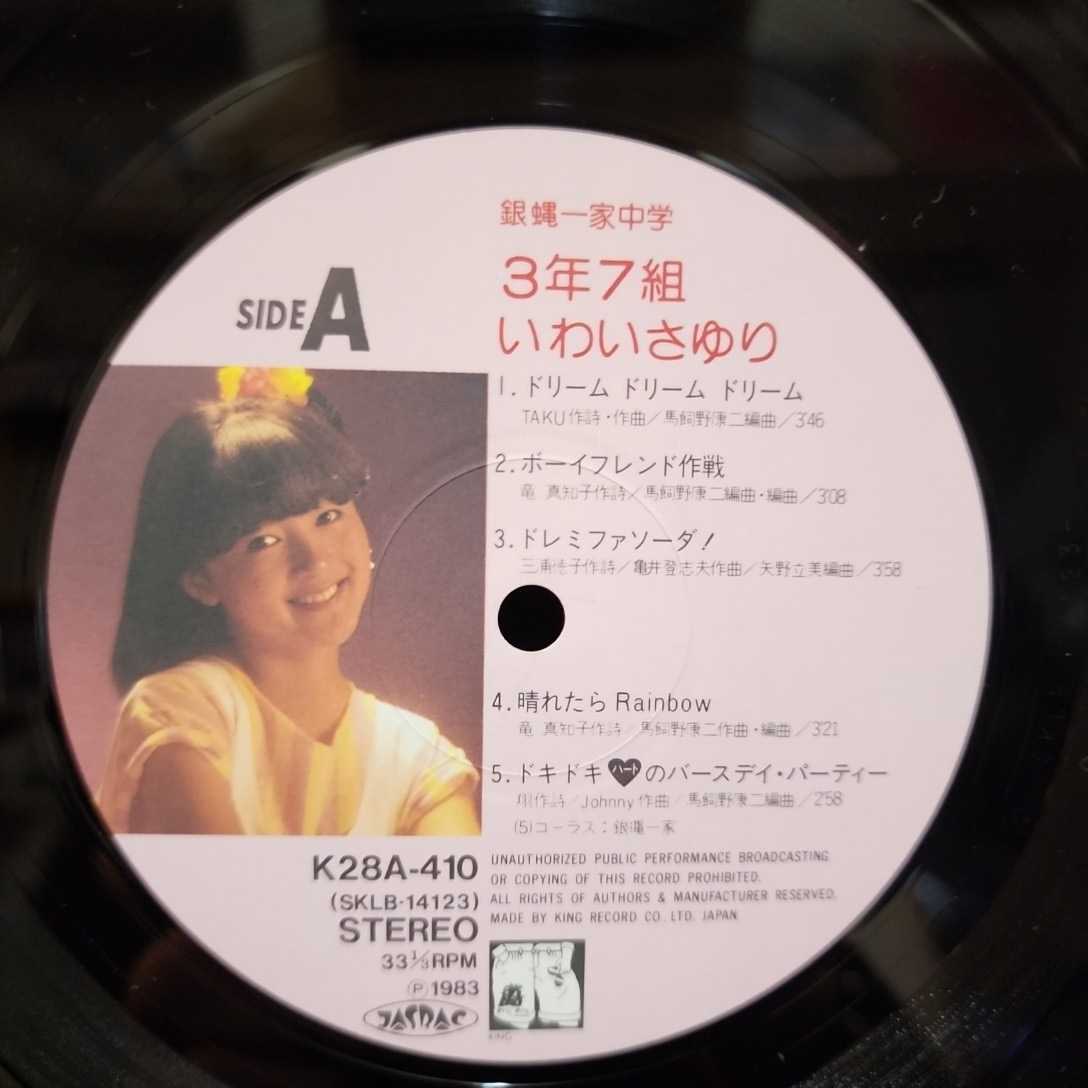 SIDE A
銀蝿一家中学
3年7組
いわいさゆり
1.ドリーム ドリーム ドリーム
TAKU作詩・作曲/馬飼野康二編曲/3'46
2.ボーイフレンド作戦
竜 真知子作詩/馬飼野康二編曲・編曲/3'08
3.ドレミファソーダ!
三浦徳子作詩/亀井登志夫作曲/矢野立美編曲/3'58
4.晴れたら Rainbow
竜 真知子作詩/馬飼野康二作曲・編曲/3'21
5.ドキドキ ハート のバースデイ・パーティー
翔作詩/Johnny作曲/馬飼野康二編曲/2'58
(5)コーラス:銀蝿一家
K28A-410
(SKLB-14123)
STEREO
33⅓RPM
Ⓟ1983
JASRAC
UNAUTHORIZED PUBLIC PERFORMANCE BROADCASTING
OR COPYING OF THIS RECORD PROHIBITED.
ALL RIGHTS OF AUTHORS & MANUFACTURER RESERVED.
MADE BY KING RECORD CO. LTD. JAPAN
KING